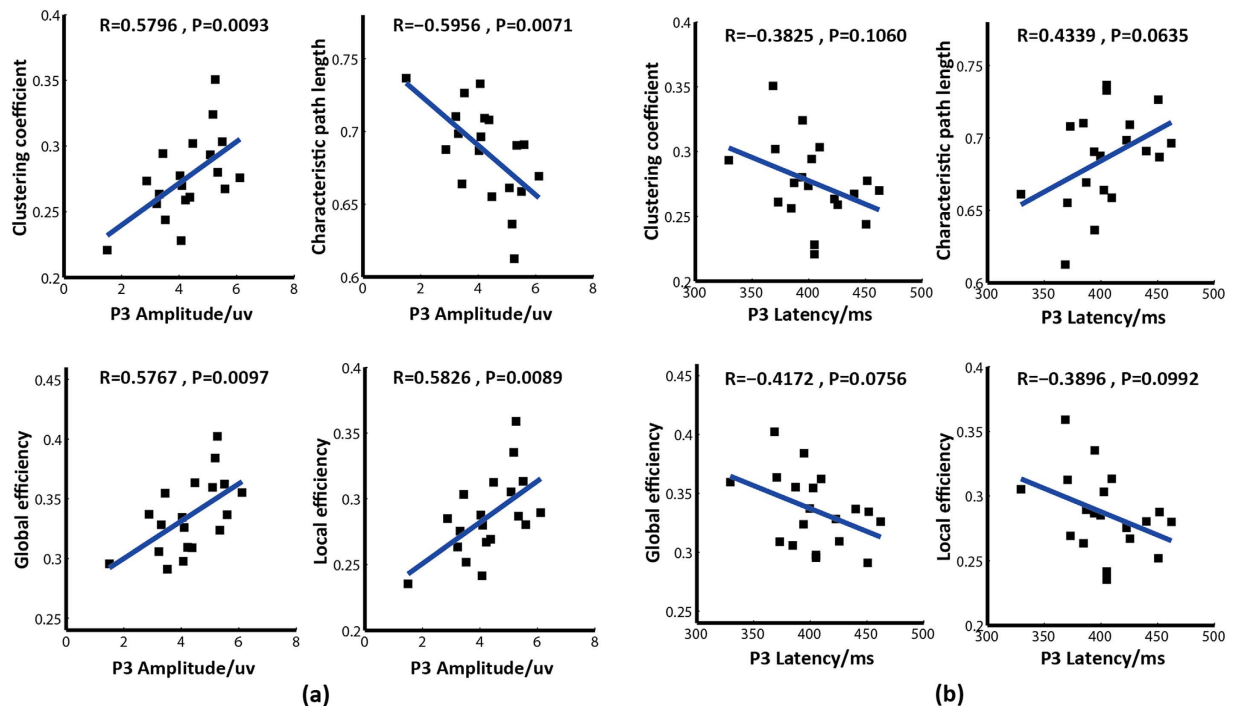 R=0.5796 , P=0.0093
Clustering coefficient
0.4
0.35
0.3
0.25
0.2
0 2 4 6 8
P3 Amplitude/uv
R=−0.5956 , P=0.0071
Characteristic path length
0.75
0.7
0.65
0.6
0 2 4 6 8
P3 Amplitude/uv
R=0.5767 , P=0.0097
Global efficiency
0.45
0.4
0.35
0.3
0.25
0 2 4 6 8
P3 Amplitude/uv
R=0.5826 , P=0.0089
Local efficiency
0.4
0.35
0.3
0.25
0.2
0 2 4 6 8
P3 Amplitude/uv
(a)
R=−0.3825 , P=0.1060
Clustering coefficient
0.4
0.35
0.3
0.25
0.2
300 350 400 450 500
P3 Latency/ms
R=0.4339 , P=0.0635
Characteristic path length
0.75
0.7
0.65
0.6
300 350 400 450 500
P3 Latency/ms
R=−0.4172 , P=0.0756
Global efficiency
0.45
0.4
0.35
0.3
0.25
300 350 400 450 500
P3 Latency/ms
R=−0.3896 , P=0.0992
Local efficiency
0.4
0.35
0.3
0.25
0.2
300 350 400 450 500
P3 Latency/ms
(b)